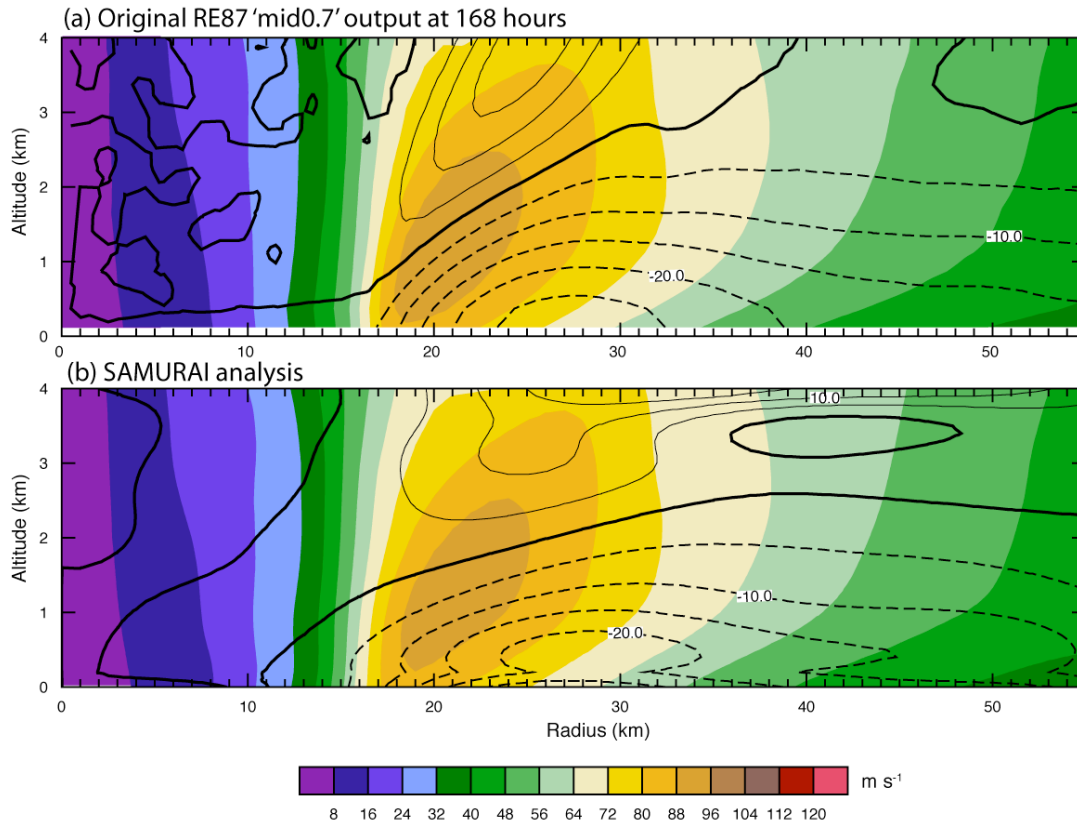 (a) Original RE87 ‘mid0.7’ output at 168 hours
4
3
2
1
0
Altitude (km)
-10.0
-20.0
0 10 20 30 40 50
(b) SAMURAI analysis
4
3
2
1
0
Altitude (km)
-10.0
-10.0
-20.0
0 10 20 30 40 50
Radius (km)
m s-1
8 16 24 32 40 48 56 64 72 80 88 96 104 112 120